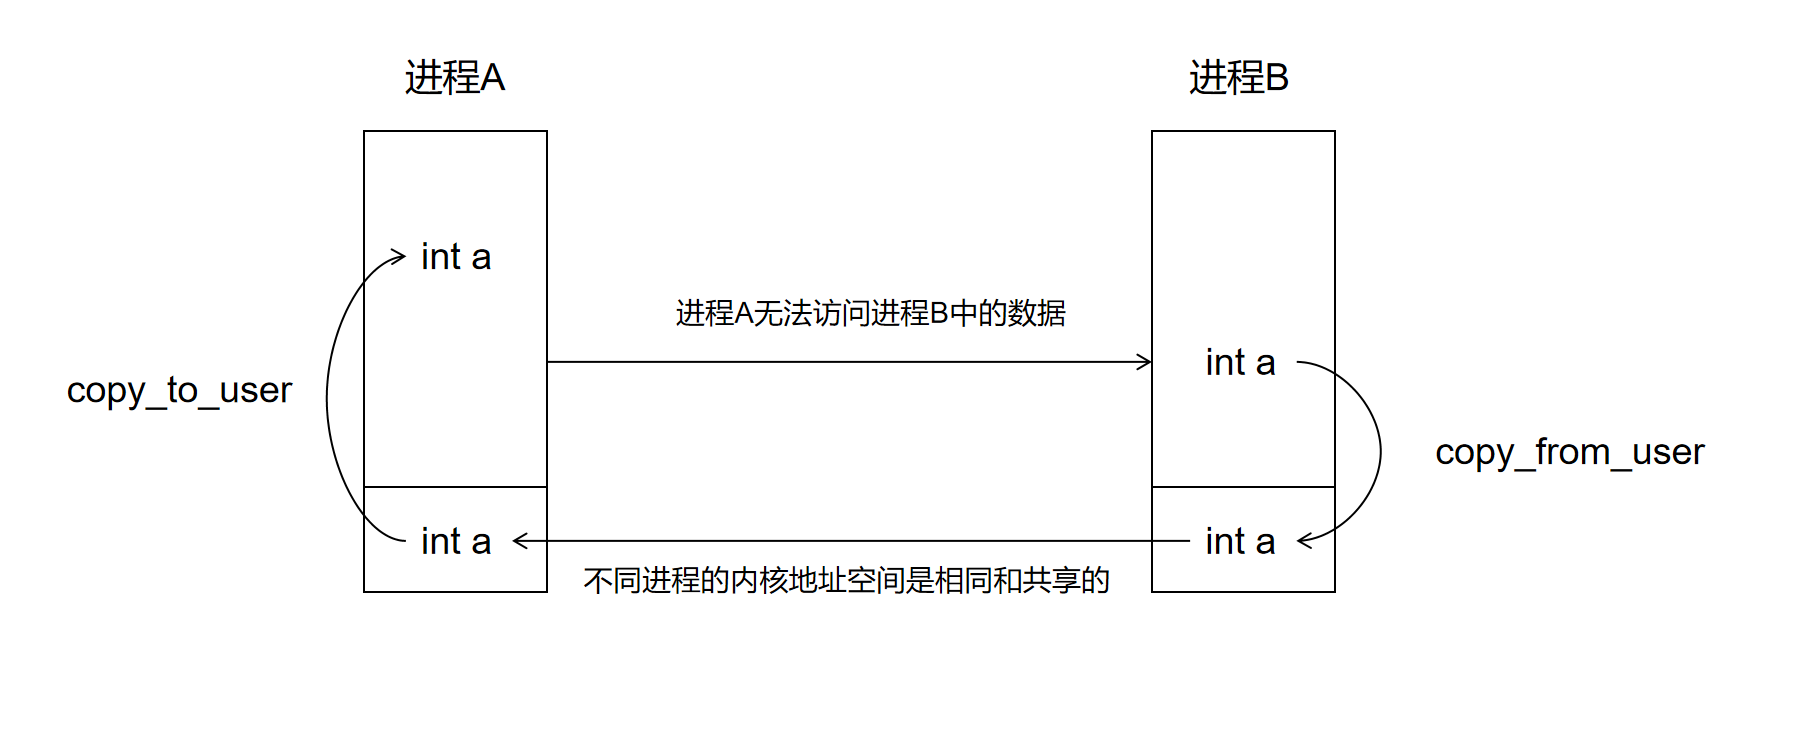 进程A
进程B
int a
进程A无法访问进程B中的数据
int a
copy_to_user
copy_from_user
int a
int a
不同进程的内核地址空间是相同和共享的